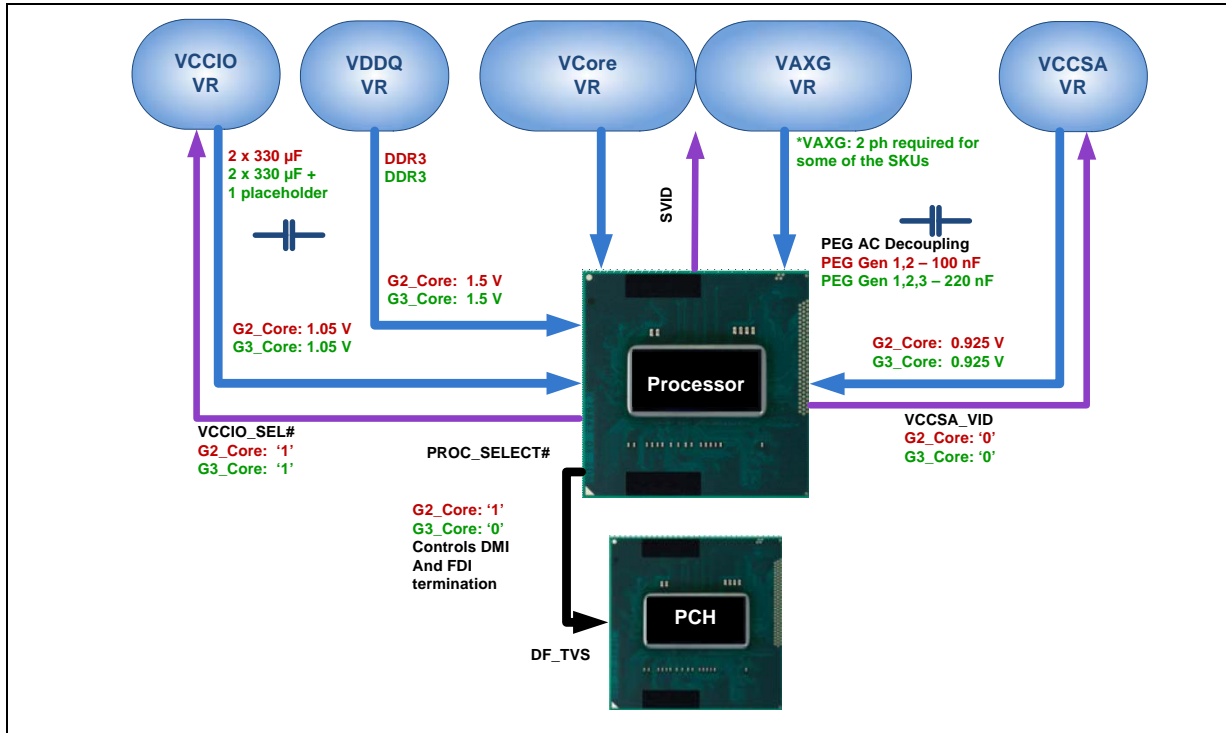 VCCIO
VR
VDDQ
VR
VCore
VR
VAXG
VR
VCCSA
VR
2 x 330 µF
2 x 330 µF +
1 placeholder
DDR3
DDR3
SVID
*VAXG: 2 ph required for
some of the SKUs
PEG AC Decoupling
PEG Gen 1,2 – 100 nF
PEG Gen 1,2,3 – 220 nF
G2_Core: 1.5 V
G3_Core: 1.5 V
G2_Core: 1.05 V
G3_Core: 1.05 V
G2_Core: 0.925 V
G3_Core: 0.925 V
Processor
VCCIO_SEL#
G2_Core: ‘1’
G3_Core: ‘1’
PROC_SELECT#
VCCSA_VID
G2_Core: ‘0’
G3_Core: ‘0’
G2_Core: ‘1’
G3_Core: ‘0’
Controls DMI
And FDI
termination
PCH
DF_TVS